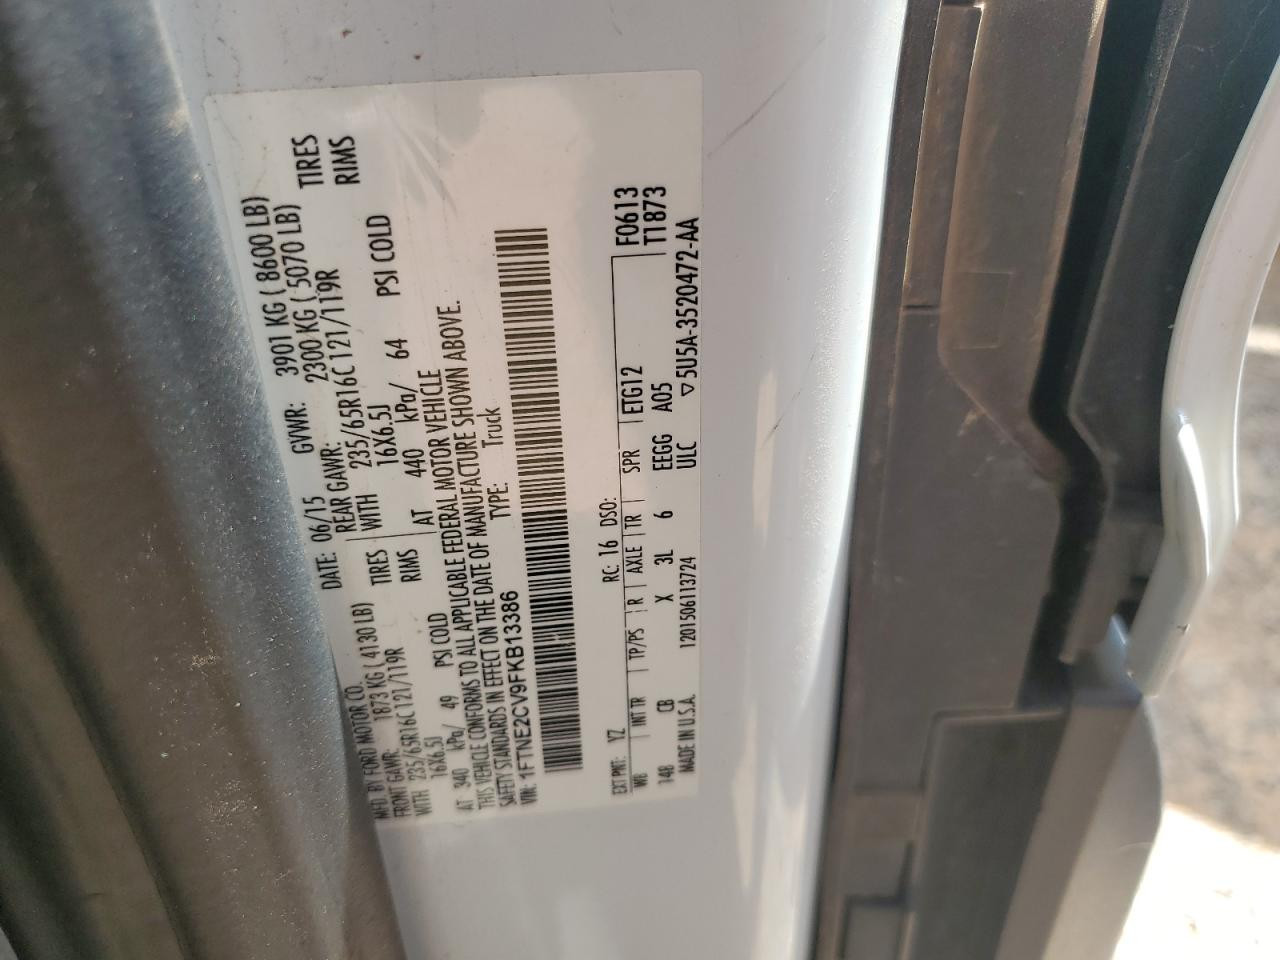 MFD. BY FORD MOTOR CO. DATE: 06/15 GVWR: 3901 KG ( 8600 LB)
FRONT GAWR: 1873 KG ( 4130 LB) REAR GAWR: 2300 KG ( 5070 LB)
WITH 235/65R16C 121/119R TIRES WITH 235/65R16C 121/119R TIRES
16X6.5J RIMS 16X6.5J RIMS
AT 340 kPa/ 49 PSI COLD AT 440 kPa/ 64 PSI COLD
THIS VEHICLE CONFORMS TO ALL APPLICABLE FEDERAL MOTOR VEHICLE
SAFETY STANDARDS IN EFFECT ON THE DATE OF MANUFACTURE SHOWN ABOVE.
VIN: 1FTNE2CV9FKB13386 TYPE: Truck
EXT PNT: YZ RC: 16 DSO: F0613
WB INT TR TP/PS R AXLE TR SPR ETG12 T1873
148 CB X 3L 6 EEGG A05
MADE IN U.S.A. 1201506113724 ULC ▽5U5A-3520472-AA